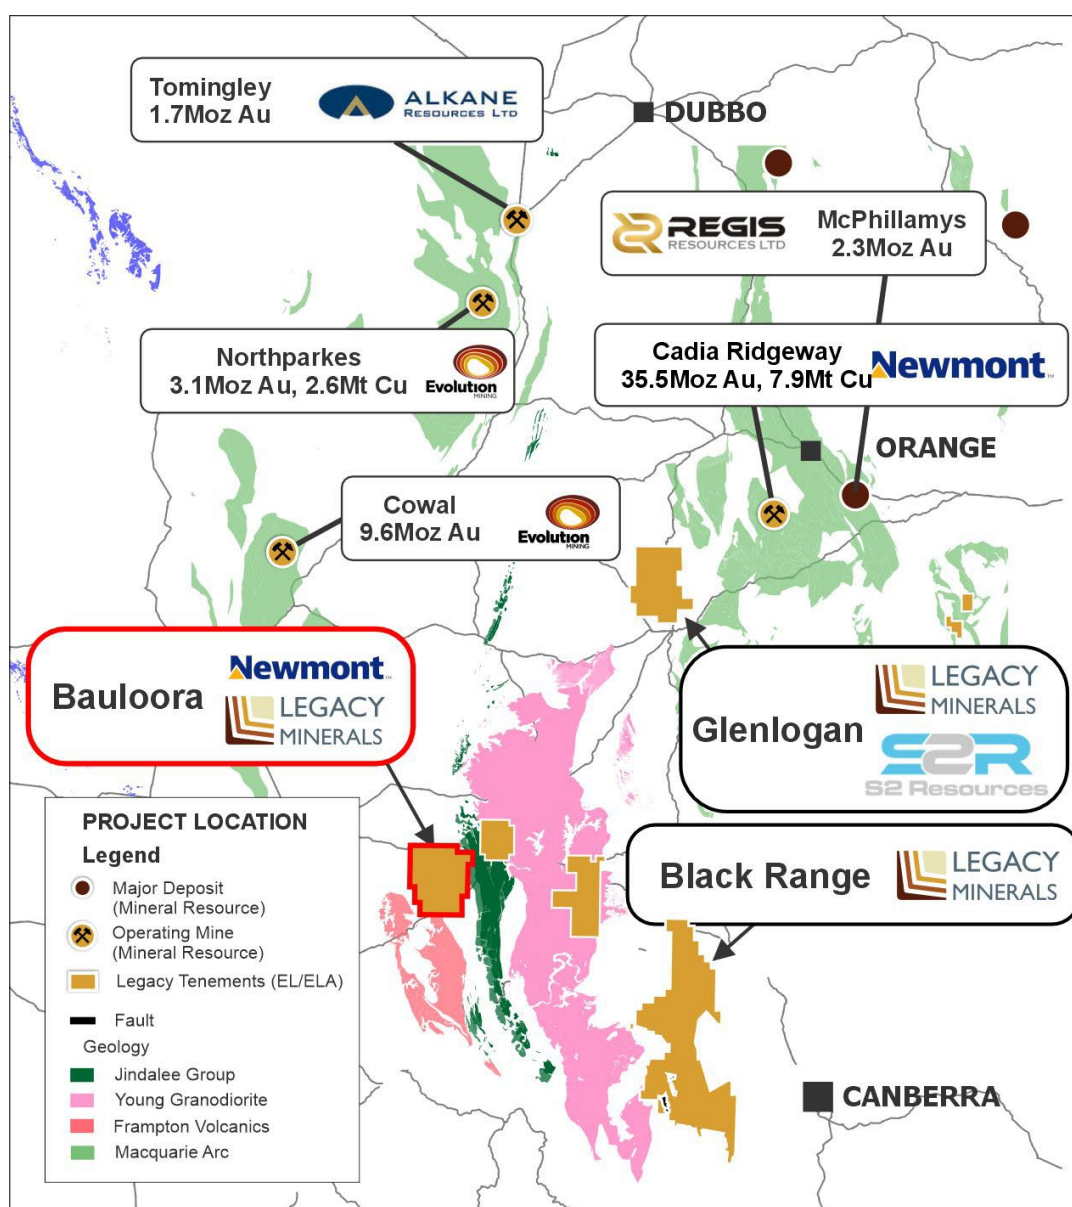 Tomingley
1.7Moz Au
ALKANE
RESOURCES LTD
DUBBO
REGIS
RESOURCES LTD
McPhillamys
2.3Moz Au
Northparkes
3.1Moz Au, 2.6Mt Cu
Evolution
MINING
Cadia Ridgeway
35.5Moz Au, 7.9Mt Cu
Newmont™
ORANGE
Cowal
9.6Moz Au
Evolution
MINING
Bauloora
Newmont™
LEGACY
MINERALS
Glenlogan
LEGACY
MINERALS
S2R
S2 Resources
Black Range
LEGACY
MINERALS
CANBERRA
PROJECT LOCATION
Legend
Major Deposit
(Mineral Resource)
Operating Mine
(Mineral Resource)
Legacy Tenements (EL/ELA)
Fault
Geology
Jindalee Group
Young Granodiorite
Frampton Volcanics
Macquarie Arc